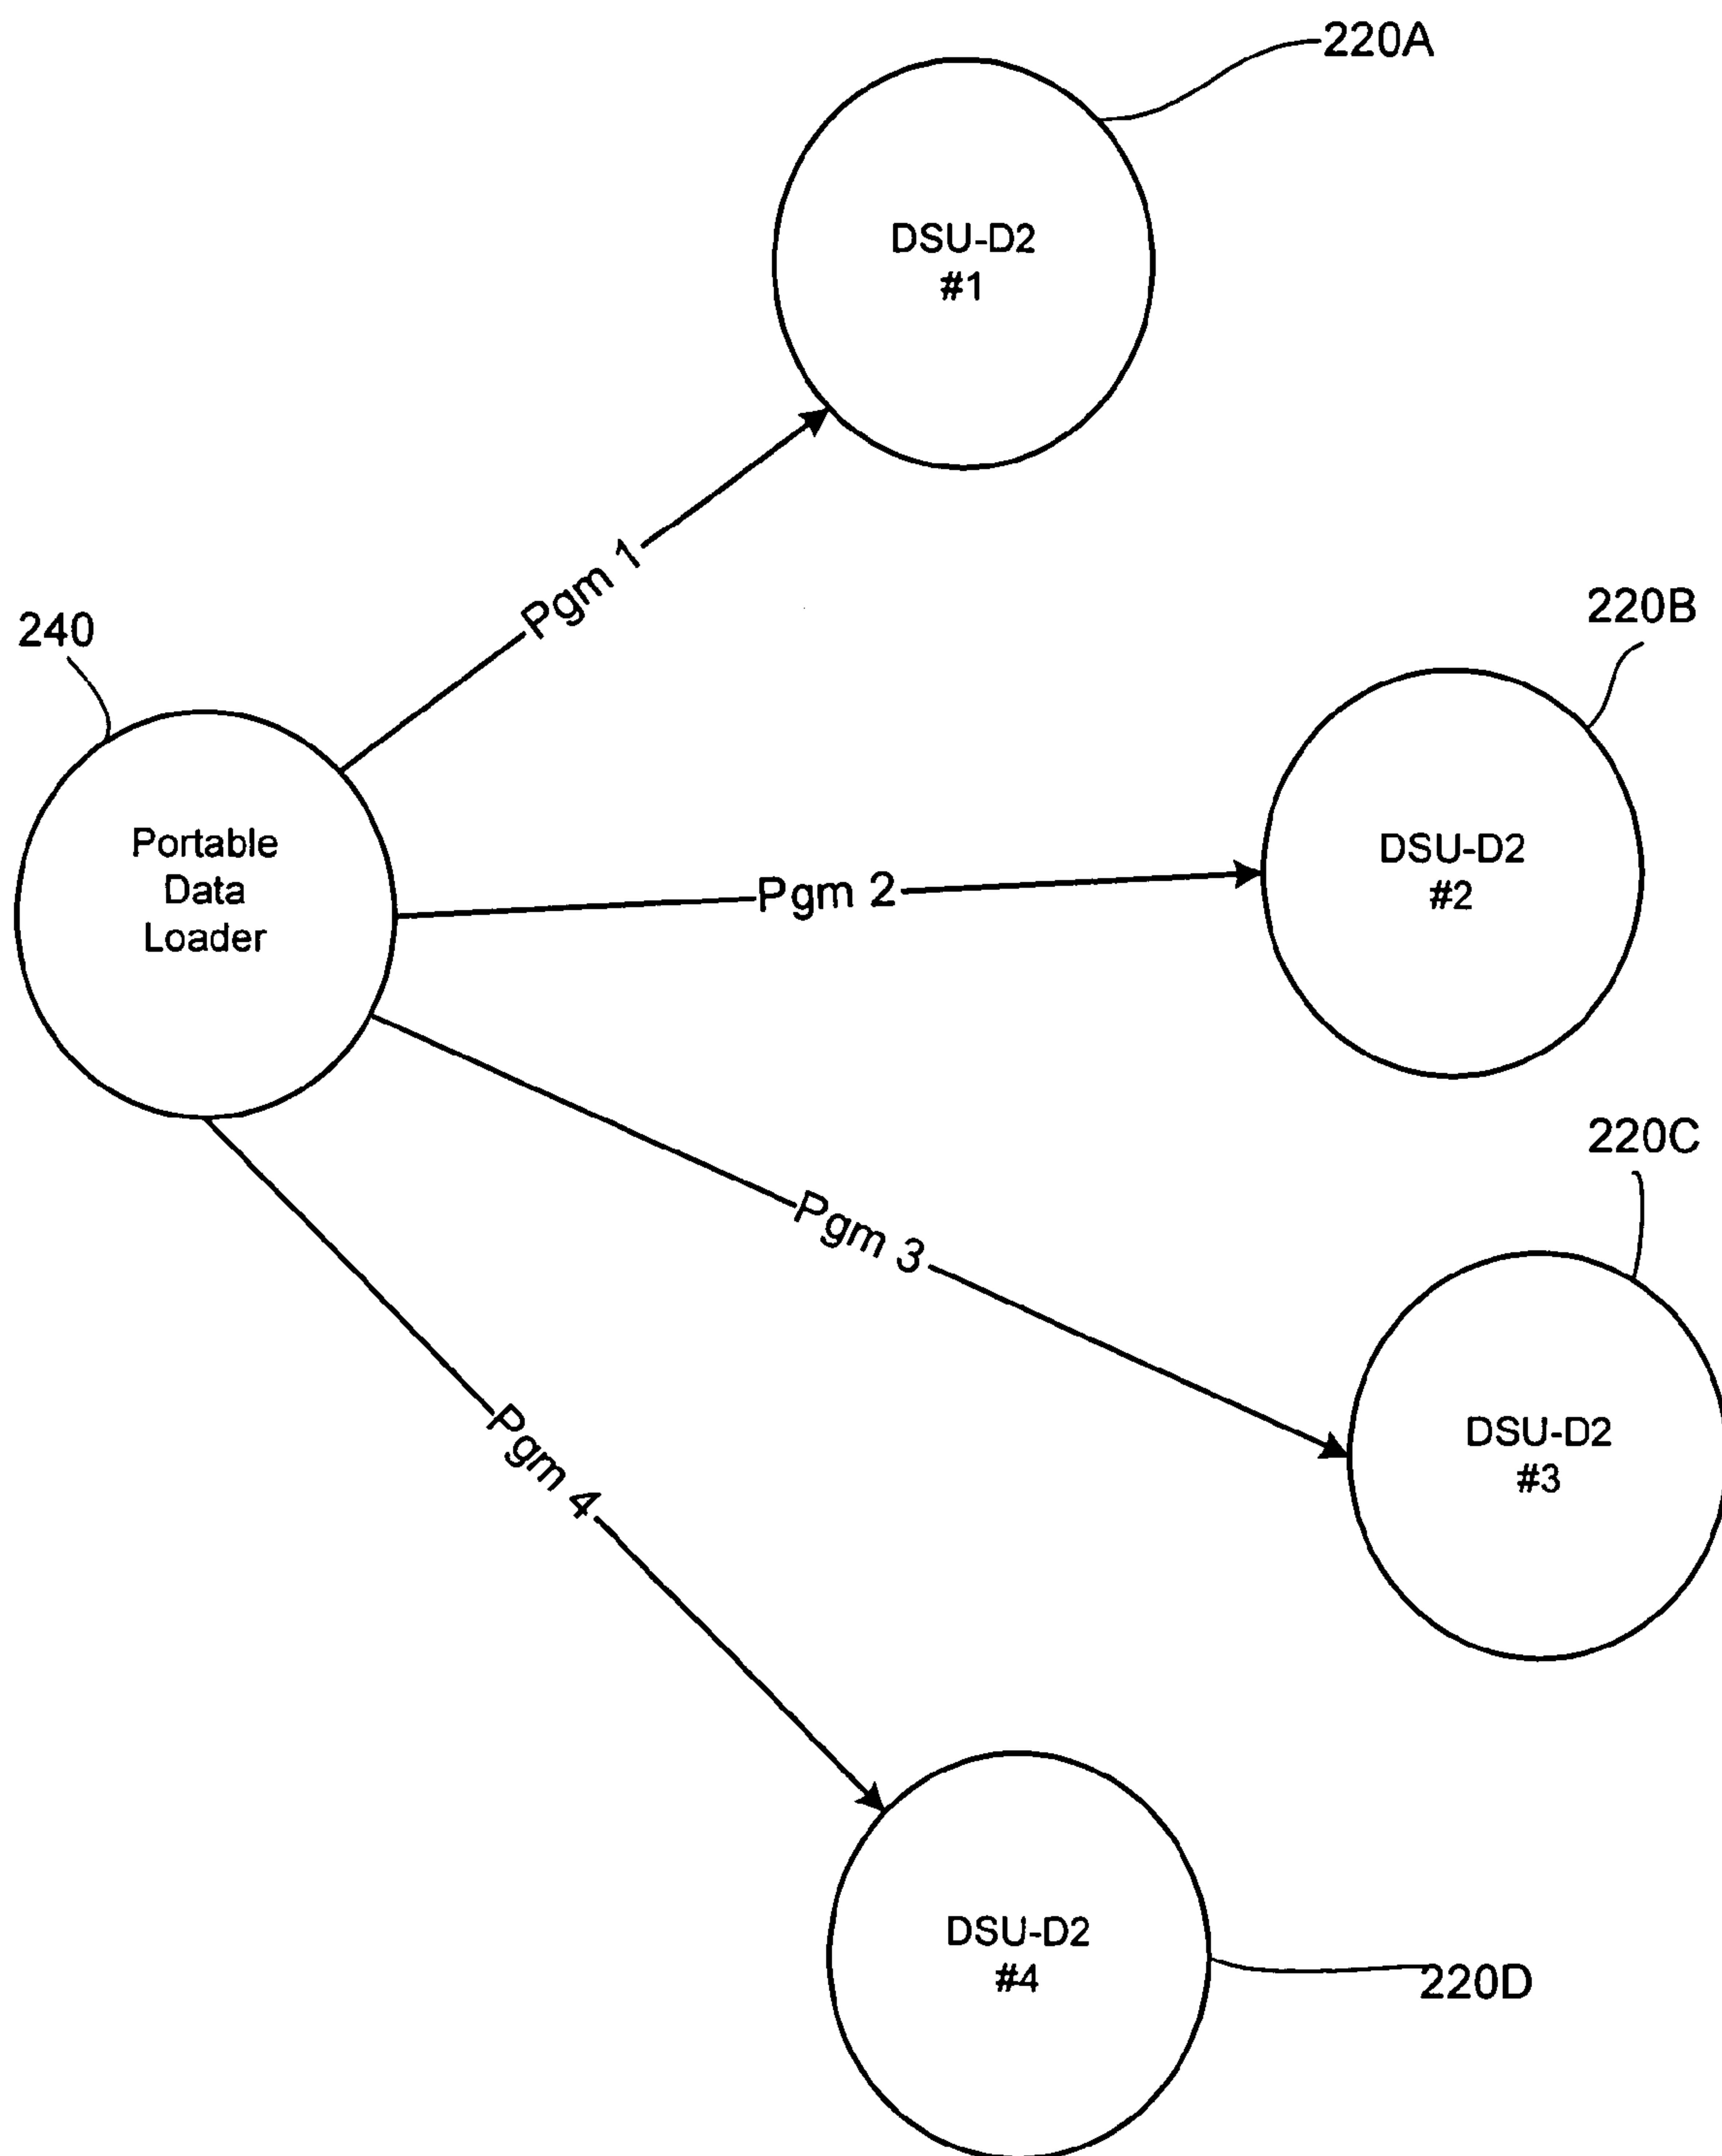 220A
DSU-D2
#1
Pgm 1
220B
240
DSU-D2
#2
Portable
Data
Loader
Pgm 2
220C
Pgm 3
DSU-D2
#3
Pgm 4
DSU-D2
#4
220D